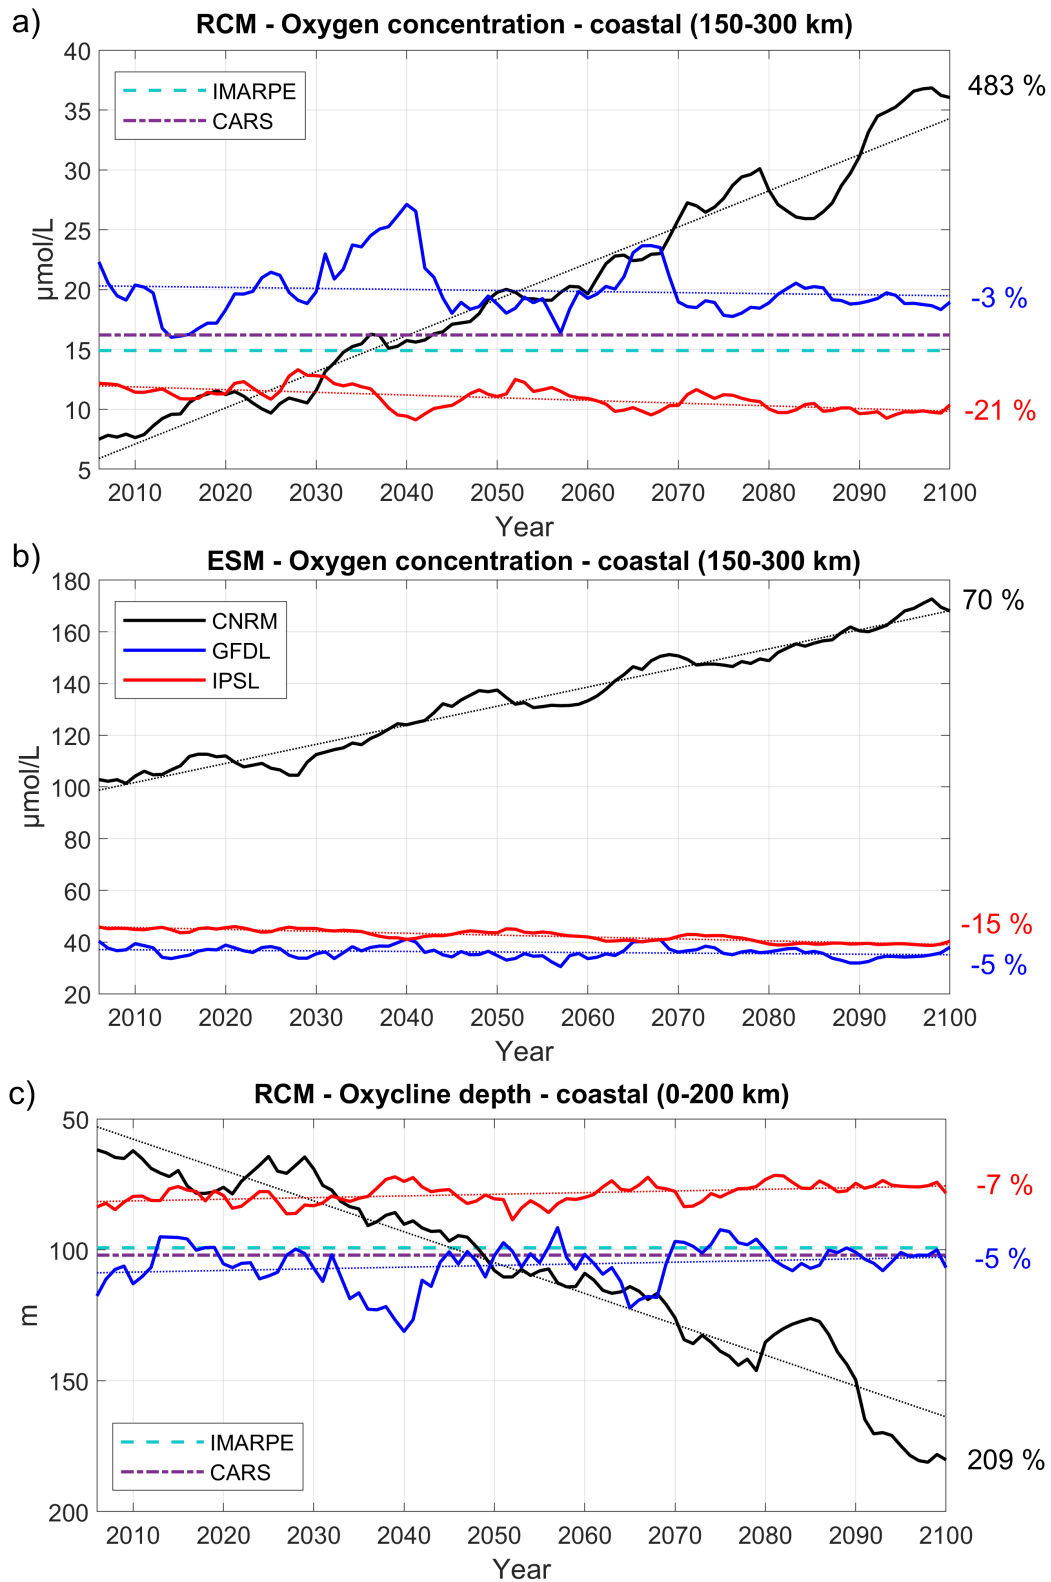 a)
RCM - Oxygen concentration - coastal (150-300 km)
40
35
30
25
20
15
10
5
µmol/L
IMARPE
CARS
483 %
-3 %
-21 %
2010 2020 2030 2040 2050 2060 2070 2080 2090 2100
Year
b)
ESM - Oxygen concentration - coastal (150-300 km)
180
160
140
120
100
80
60
40
20
µmol/L
CNRM
GFDL
IPSL
70 %
-15 %
-5 %
2010 2020 2030 2040 2050 2060 2070 2080 2090 2100
Year
c)
RCM - Oxycline depth - coastal (0-200 km)
50
100
150
200
m
IMARPE
CARS
-7 %
-5 %
209 %
2010 2020 2030 2040 2050 2060 2070 2080 2090 2100
Year